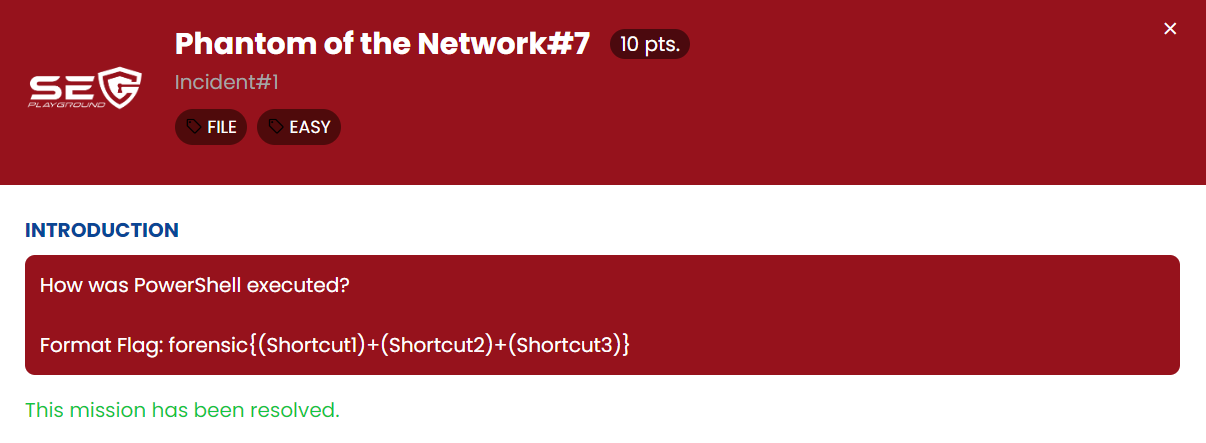 Phantom of the Network#7 10 pts.
Incident#1
SEC
PLAYGROUND
FILE EASY
INTRODUCTION
How was PowerShell executed?
Format Flag: forensic{(Shortcut1)+(Shortcut2)+(Shortcut3)}
This mission has been resolved.